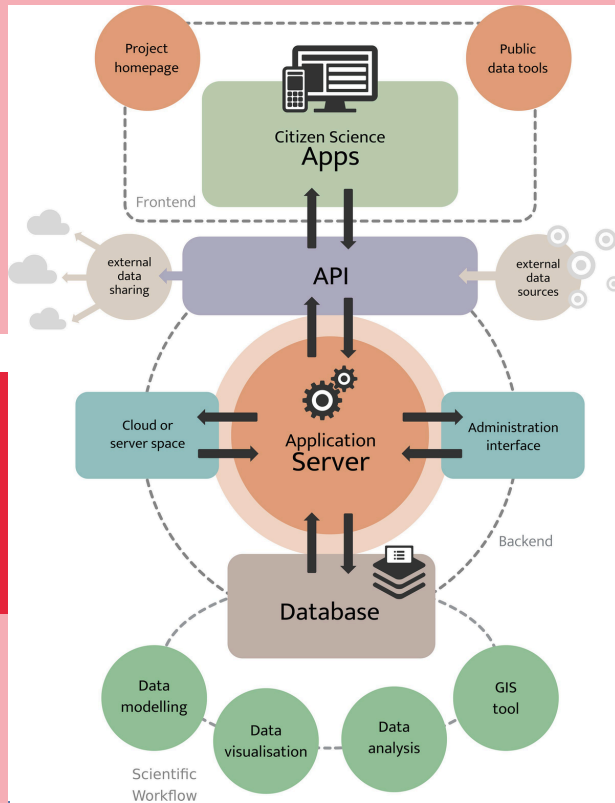 Project
homepage
Public
data tools
Citizen Science
Apps
Frontend
external
data
sharing
API
external
data
sources
Cloud or
server space
Application
Server
Administration
interface
Backend
Database
Data
modelling
GIS
tool
Data
visualisation
Data
analysis
Scientific
Workflow